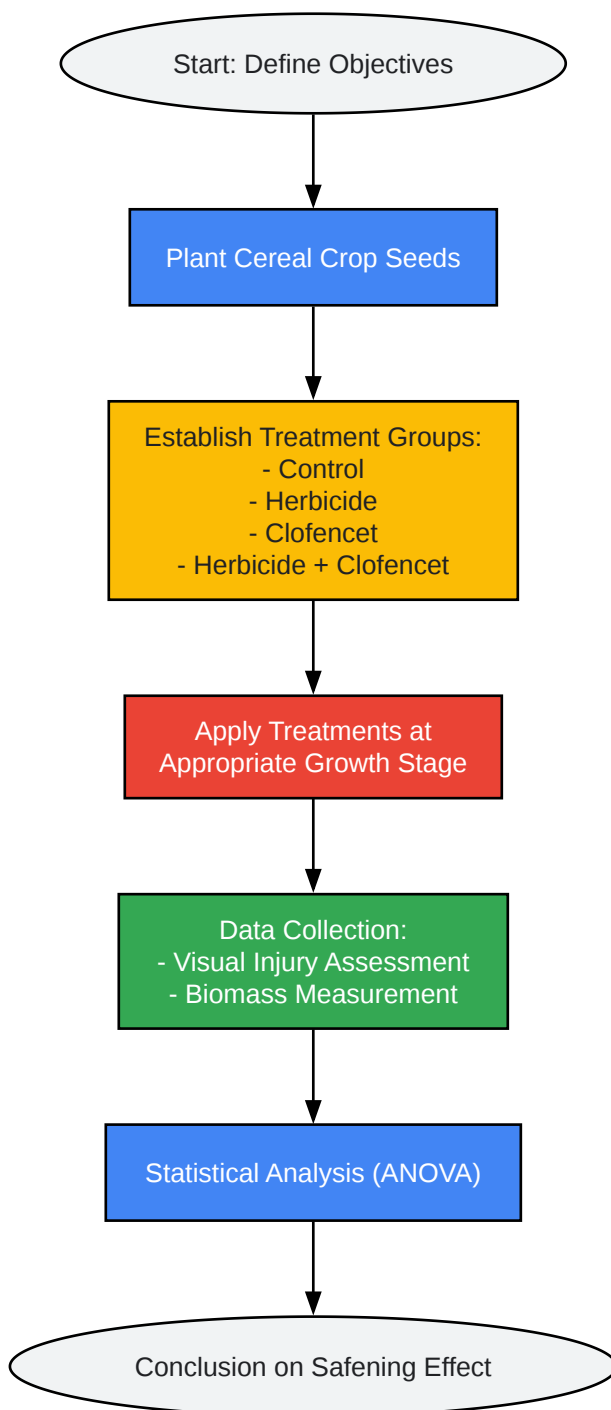 Start: Define Objectives
Plant Cereal Crop Seeds
Establish Treatment Groups:
- Control
- Herbicide
- Clofencet
- Herbicide + Clofencet
Apply Treatments at
Appropriate Growth Stage
Data Collection:
- Visual Injury Assessment
- Biomass Measurement
Statistical Analysis (ANOVA)
Conclusion on Safening Effect